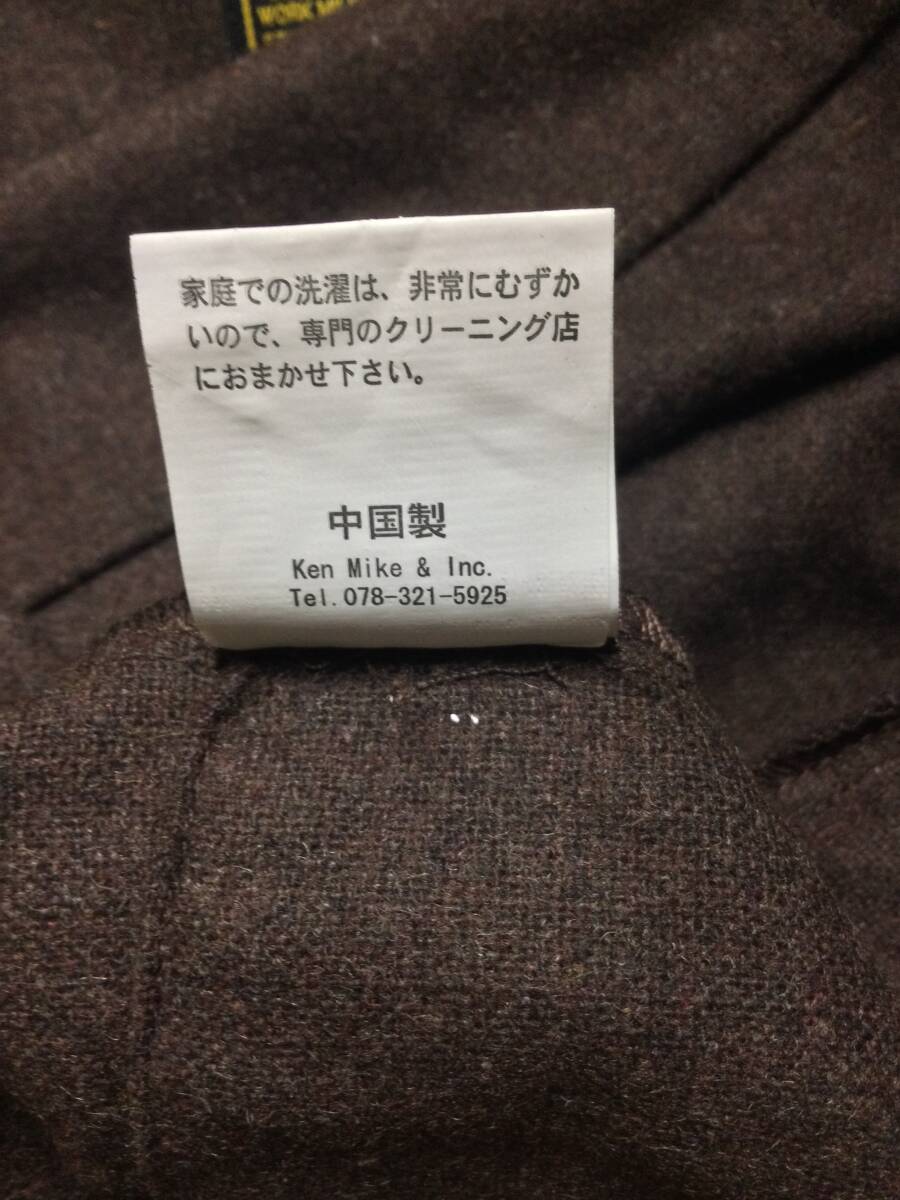 WORK
家庭での洗濯は、非常にむずか
いので、専門のクリーニング店
におまかせ下さい。
中国製
Ken Mike & Inc.
Tel.078-321-5925